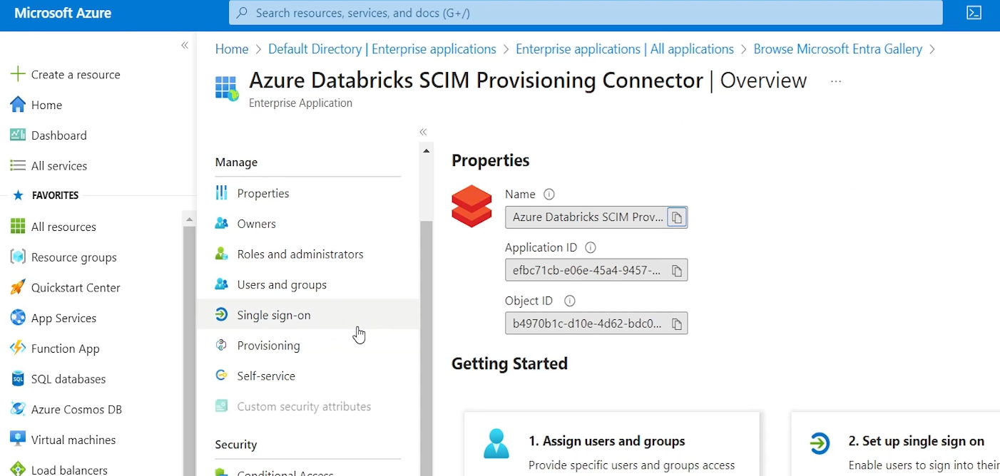 Microsoft Azure
Search resources, services, and docs (G+/)
Create a resource
Home
Dashboard
All services
FAVORITES
All resources
Resource groups
Quickstart Center
App Services
Function App
SQL databases
Azure Cosmos DB
Virtual machines
Load balancers
Home > Default Directory | Enterprise applications > Enterprise applications | All applications > Browse Microsoft Entra Gallery >
Azure Databricks SCIM Provisioning Connector | Overview ...
Enterprise Application
Manage
Properties
Owners
Roles and administrators
Users and groups
Single sign-on
Provisioning
Self-service
Custom security attributes
Security
Conditional Access
Properties
Name
Azure Databricks SCIM Prov...
Application ID
efbc71cb-e06e-45a4-9457-...
Object ID
b4970b1c-d10e-4d62-bdc0...
Getting Started
1. Assign users and groups
Provide specific users and groups access
2. Set up single sign on
Enable users to sign into their